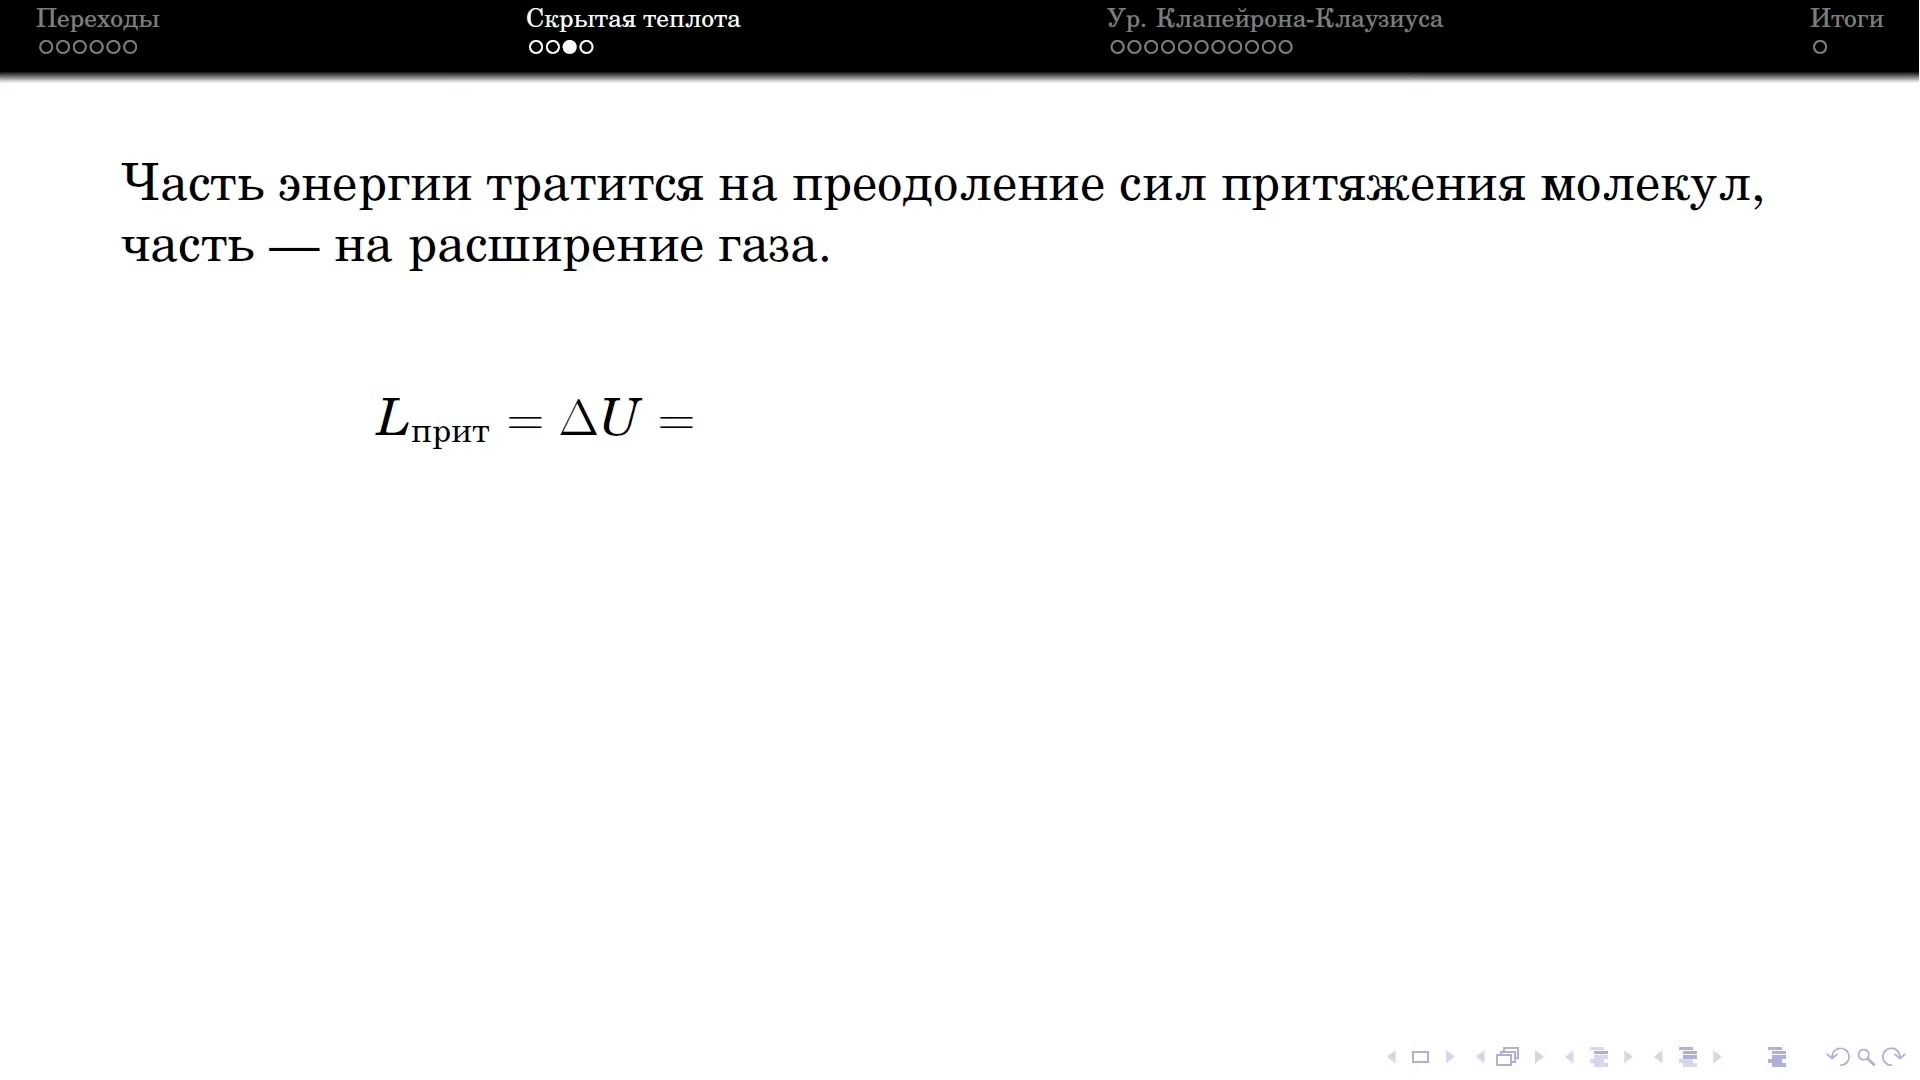 Переходы
Скрытая теплота
Ур. Клапейрона-Клаузиуса
Итоги
Часть энергии тратится на преодоление сил притяжения молекул,
часть — на расширение газа.
Lприт = ΔU =